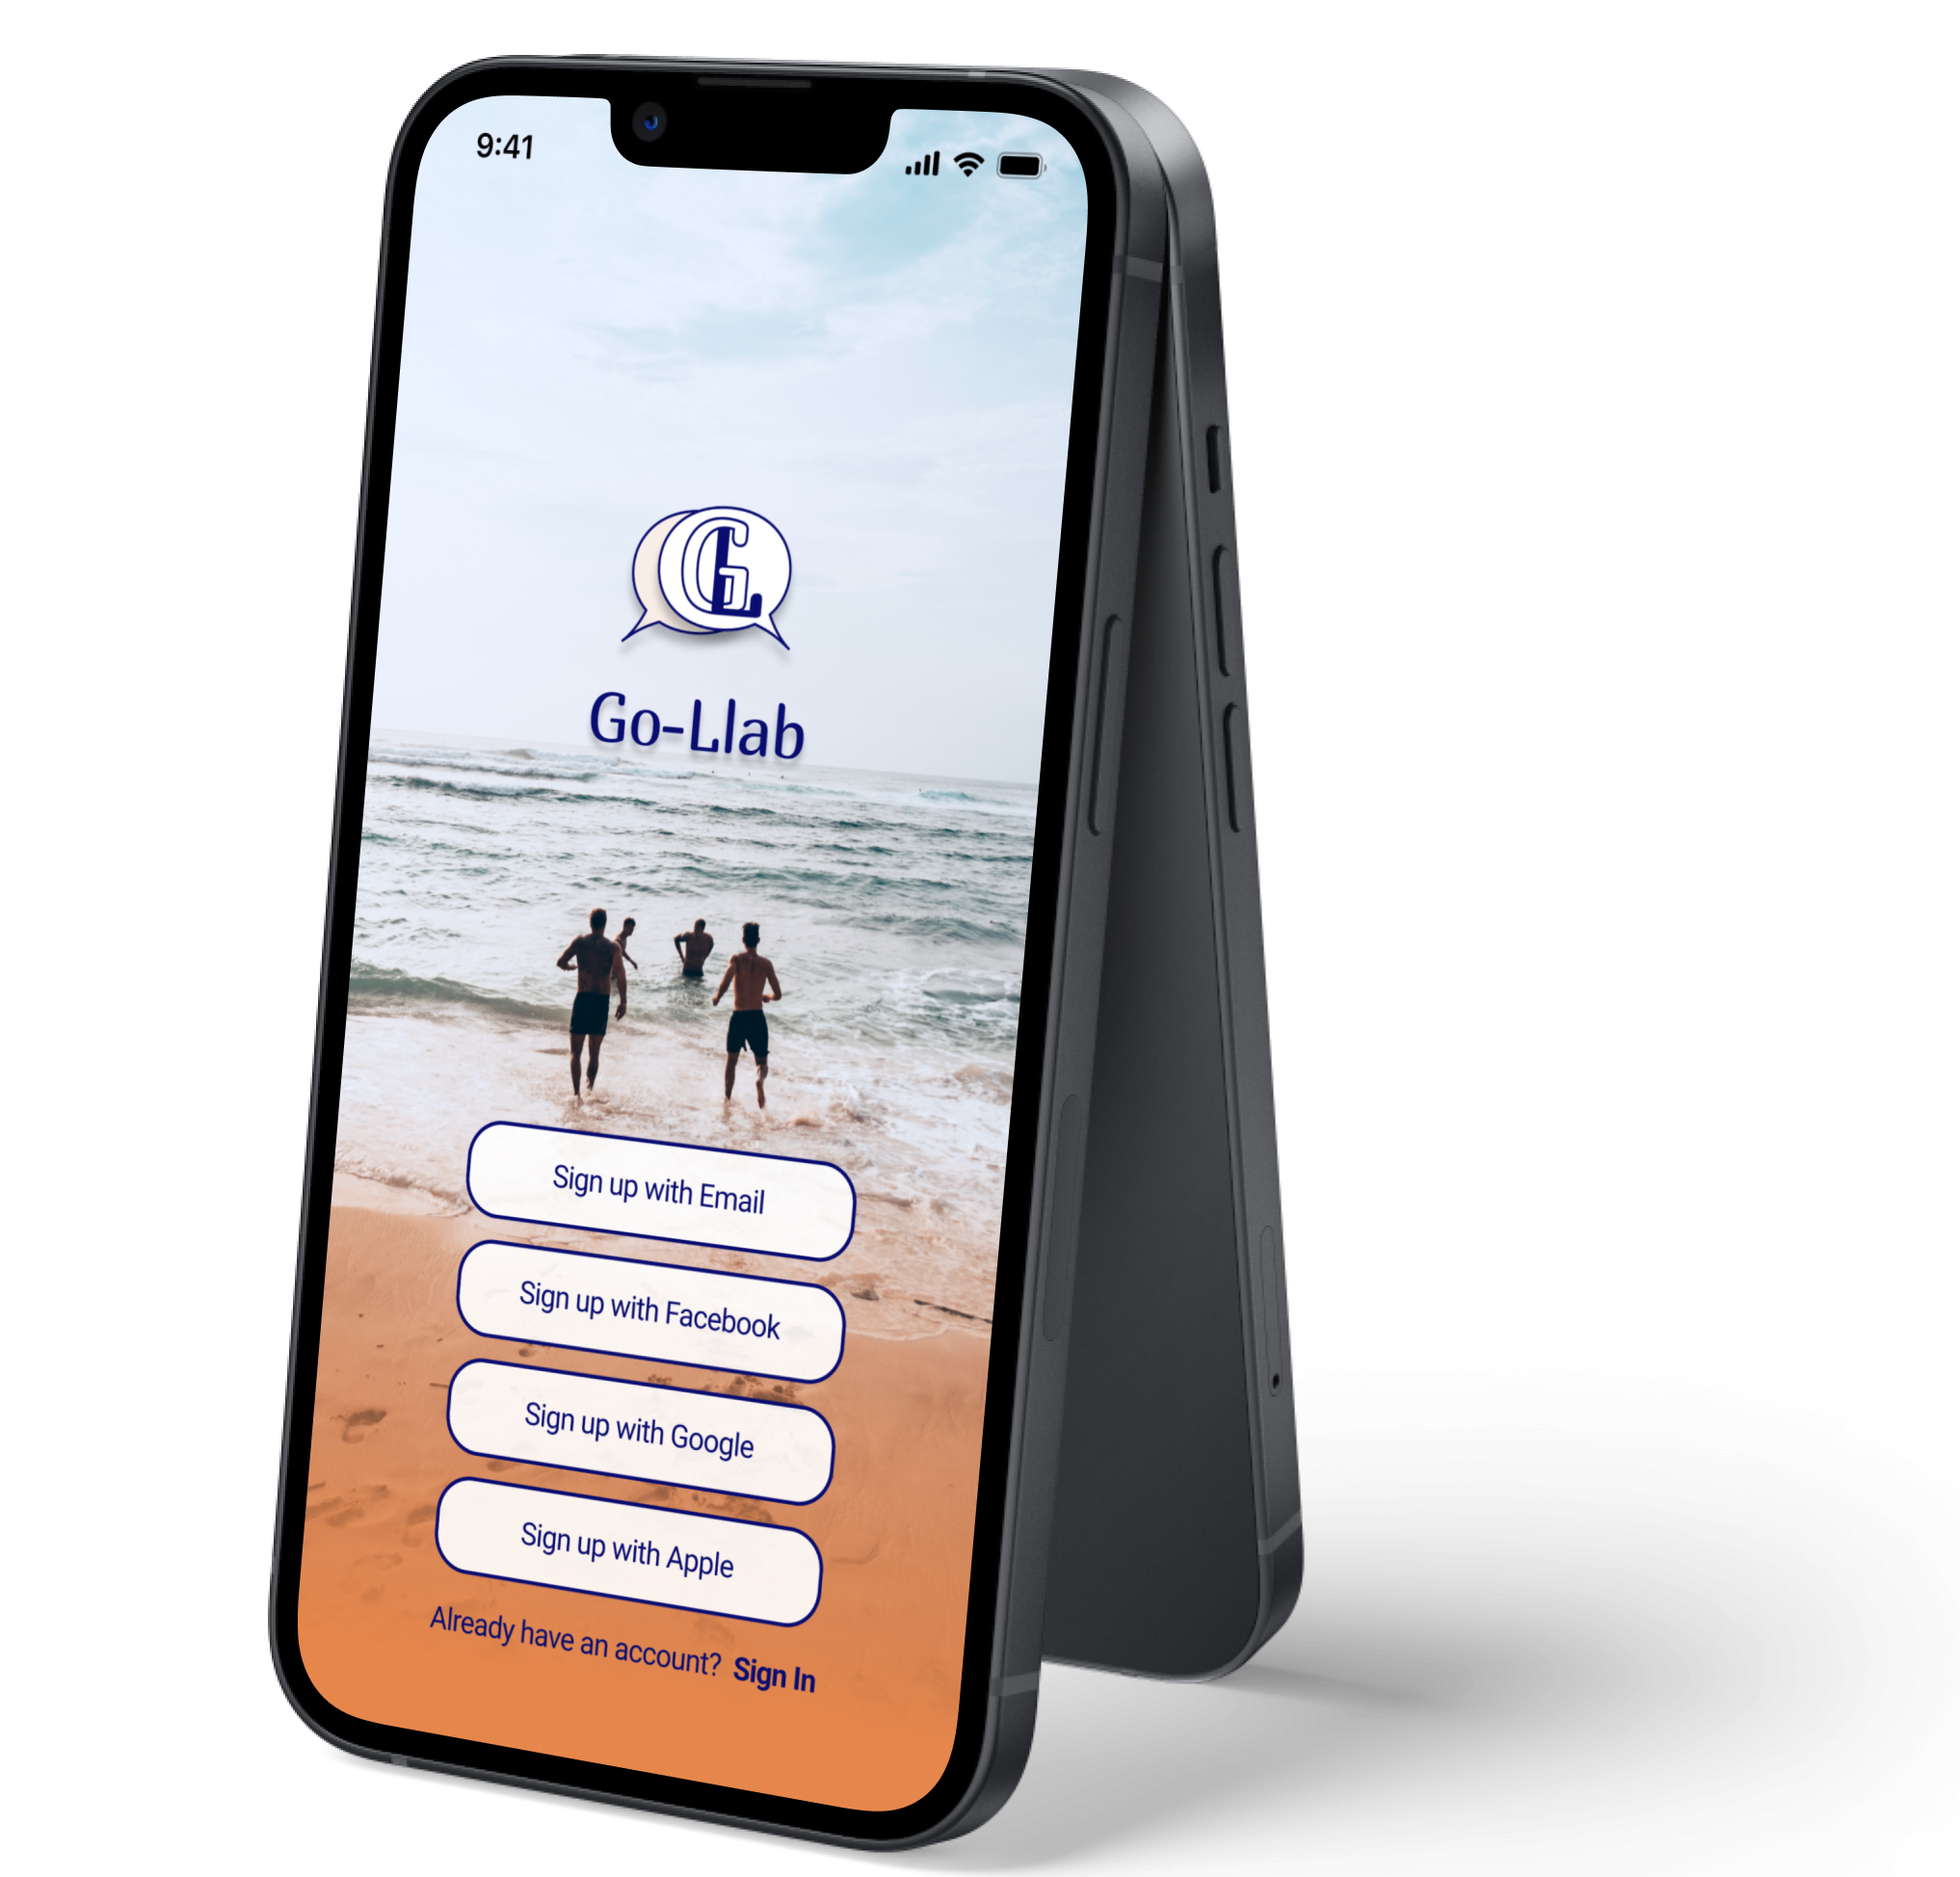 9:41
GL
Go-Llab
Sign up with Email
Sign up with Facebook
Sign up with Google
Sign up with Apple
Already have an account? Sign In